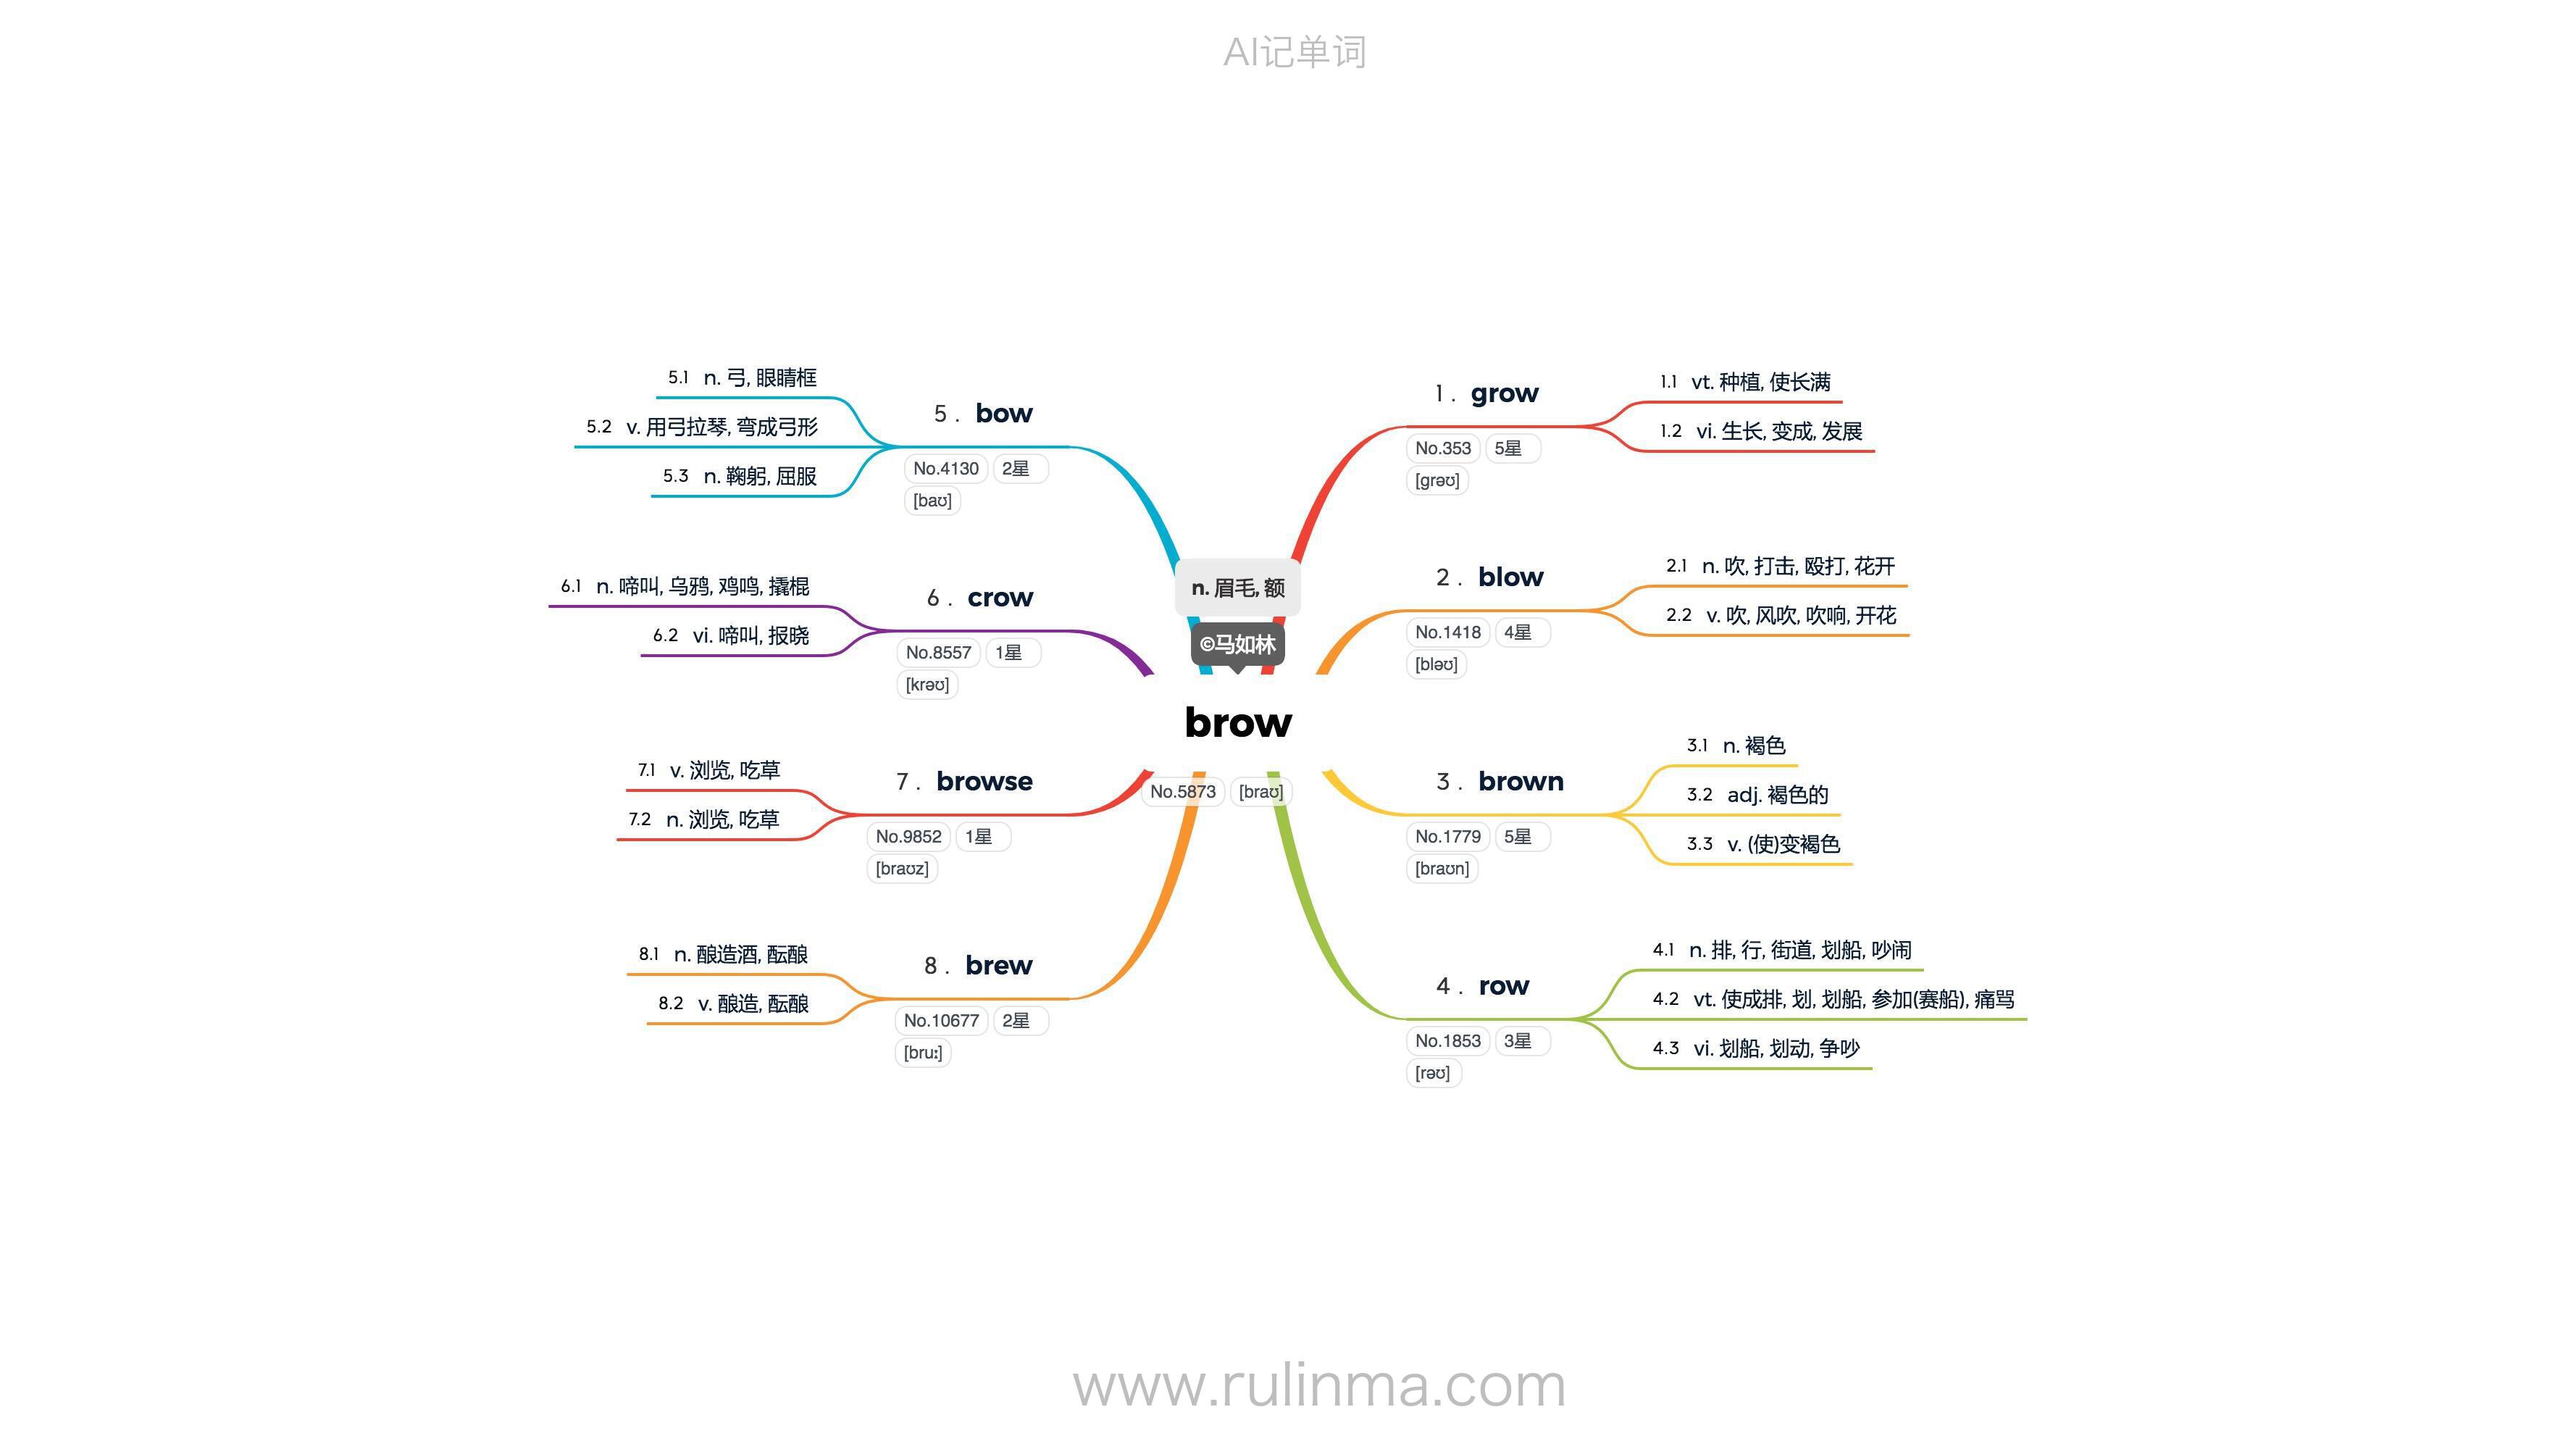 AI记单词
n. 眉毛, 额
©马如林
brow
No.5873 [braʊ]
1 . grow
No.353 5星
[grəʊ]
1.1 vt. 种植, 使长满
1.2 vi. 生长, 变成, 发展
2 . blow
No.1418 4星
[bləʊ]
2.1 n. 吹, 打击, 殴打, 花开
2.2 v. 吹, 风吹, 吹响, 开花
3 . brown
No.1779 5星
[braʊn]
3.1 n. 褐色
3.2 adj. 褐色的
3.3 v. (使)变褐色
4 . row
No.1853 3星
[rəʊ]
4.1 n. 排, 行, 街道, 划船, 吵闹
4.2 vt. 使成排, 划, 划船, 参加(赛船), 痛骂
4.3 vi. 划船, 划动, 争吵
5 . bow
No.4130 2星
[baʊ]
5.1 n. 弓, 眼睛框
5.2 v. 用弓拉琴, 弯成弓形
5.3 n. 鞠躬, 屈服
6 . crow
No.8557 1星
[krəʊ]
6.1 n. 啼叫, 乌鸦, 鸡鸣, 撬棍
6.2 vi. 啼叫, 报晓
7 . browse
No.9852 1星
[braʊz]
7.1 v. 浏览, 吃草
7.2 n. 浏览, 吃草
8 . brew
No.10677 2星
[bruː]
8.1 n. 酿造酒, 酝酿
8.2 v. 酿造, 酝酿
www.rulinma.com